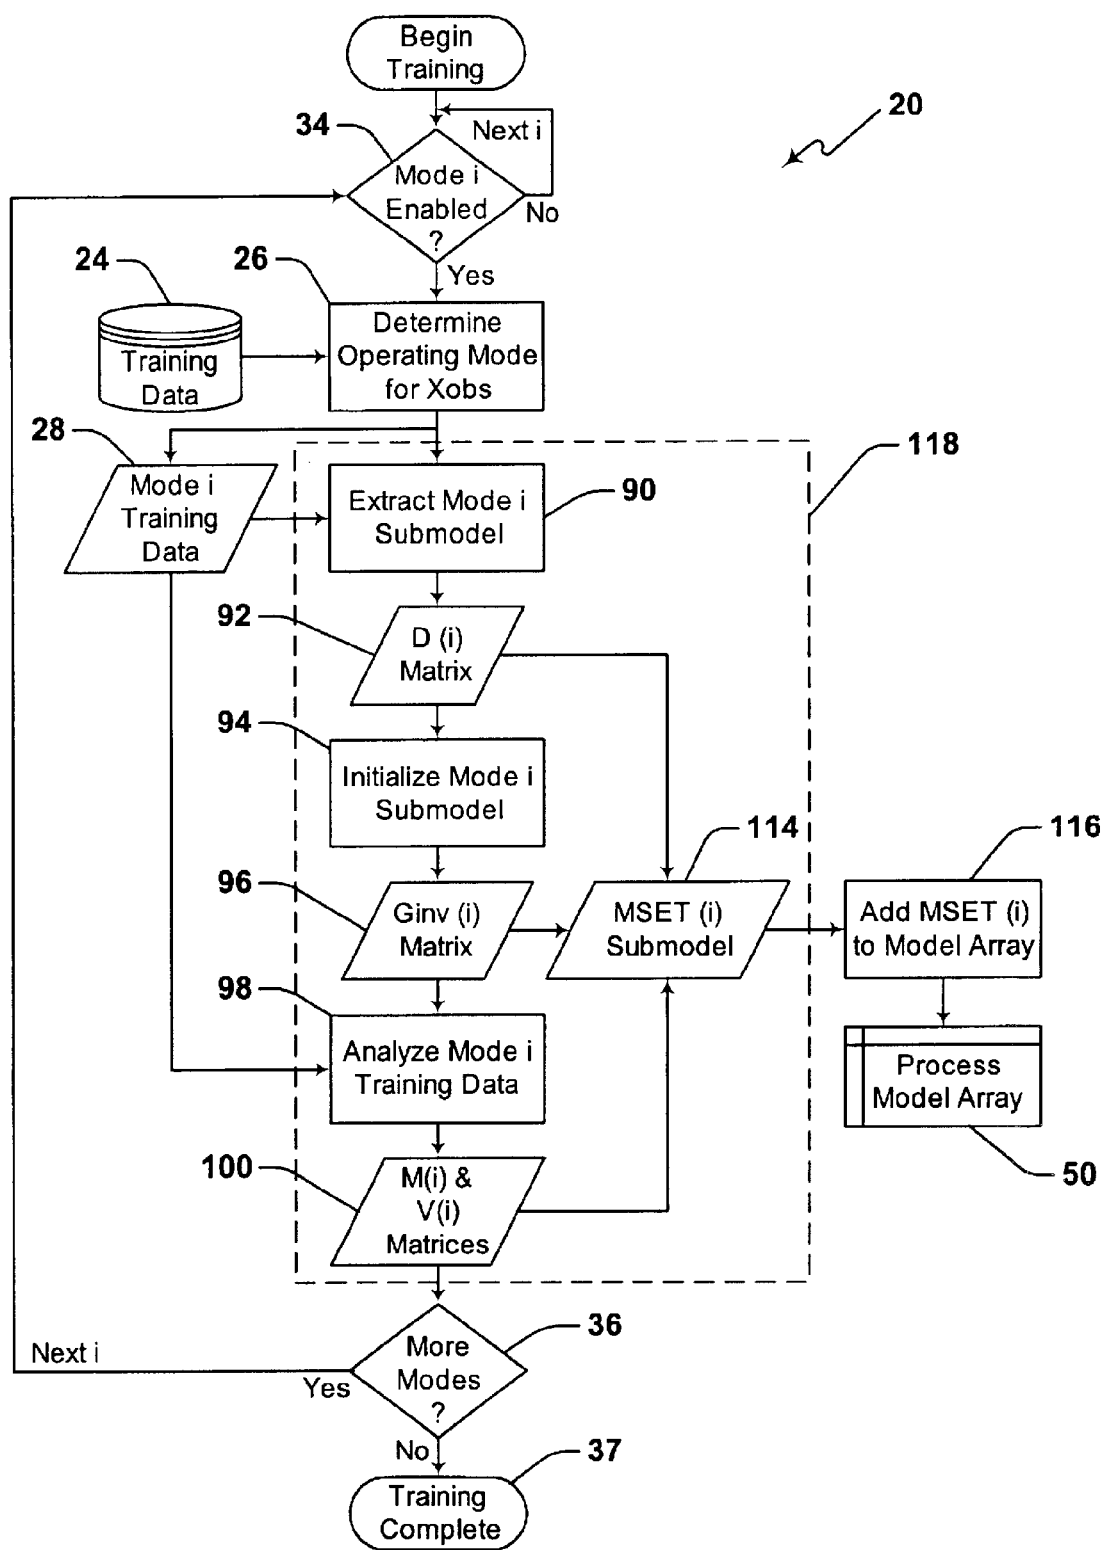 Begin
Training
20
34
Next i
Mode i
Enabled
?
No
Yes
24
26
Training
Data
Determine
Operating Mode
for Xobs
28
118
Mode i
Training
Data
Extract Mode i
Submodel
90
92
D (i)
Matrix
94
Initialize Mode i
Submodel
114
116
96
Ginv (i)
Matrix
MSET (i)
Submodel
Add MSET (i)
to Model Array
98
Analyze Mode i
Training Data
Process
Model Array
50
100
M(i) &
V(i)
Matrices
36
More
Modes
?
Next i
Yes
No
37
Training
Complete